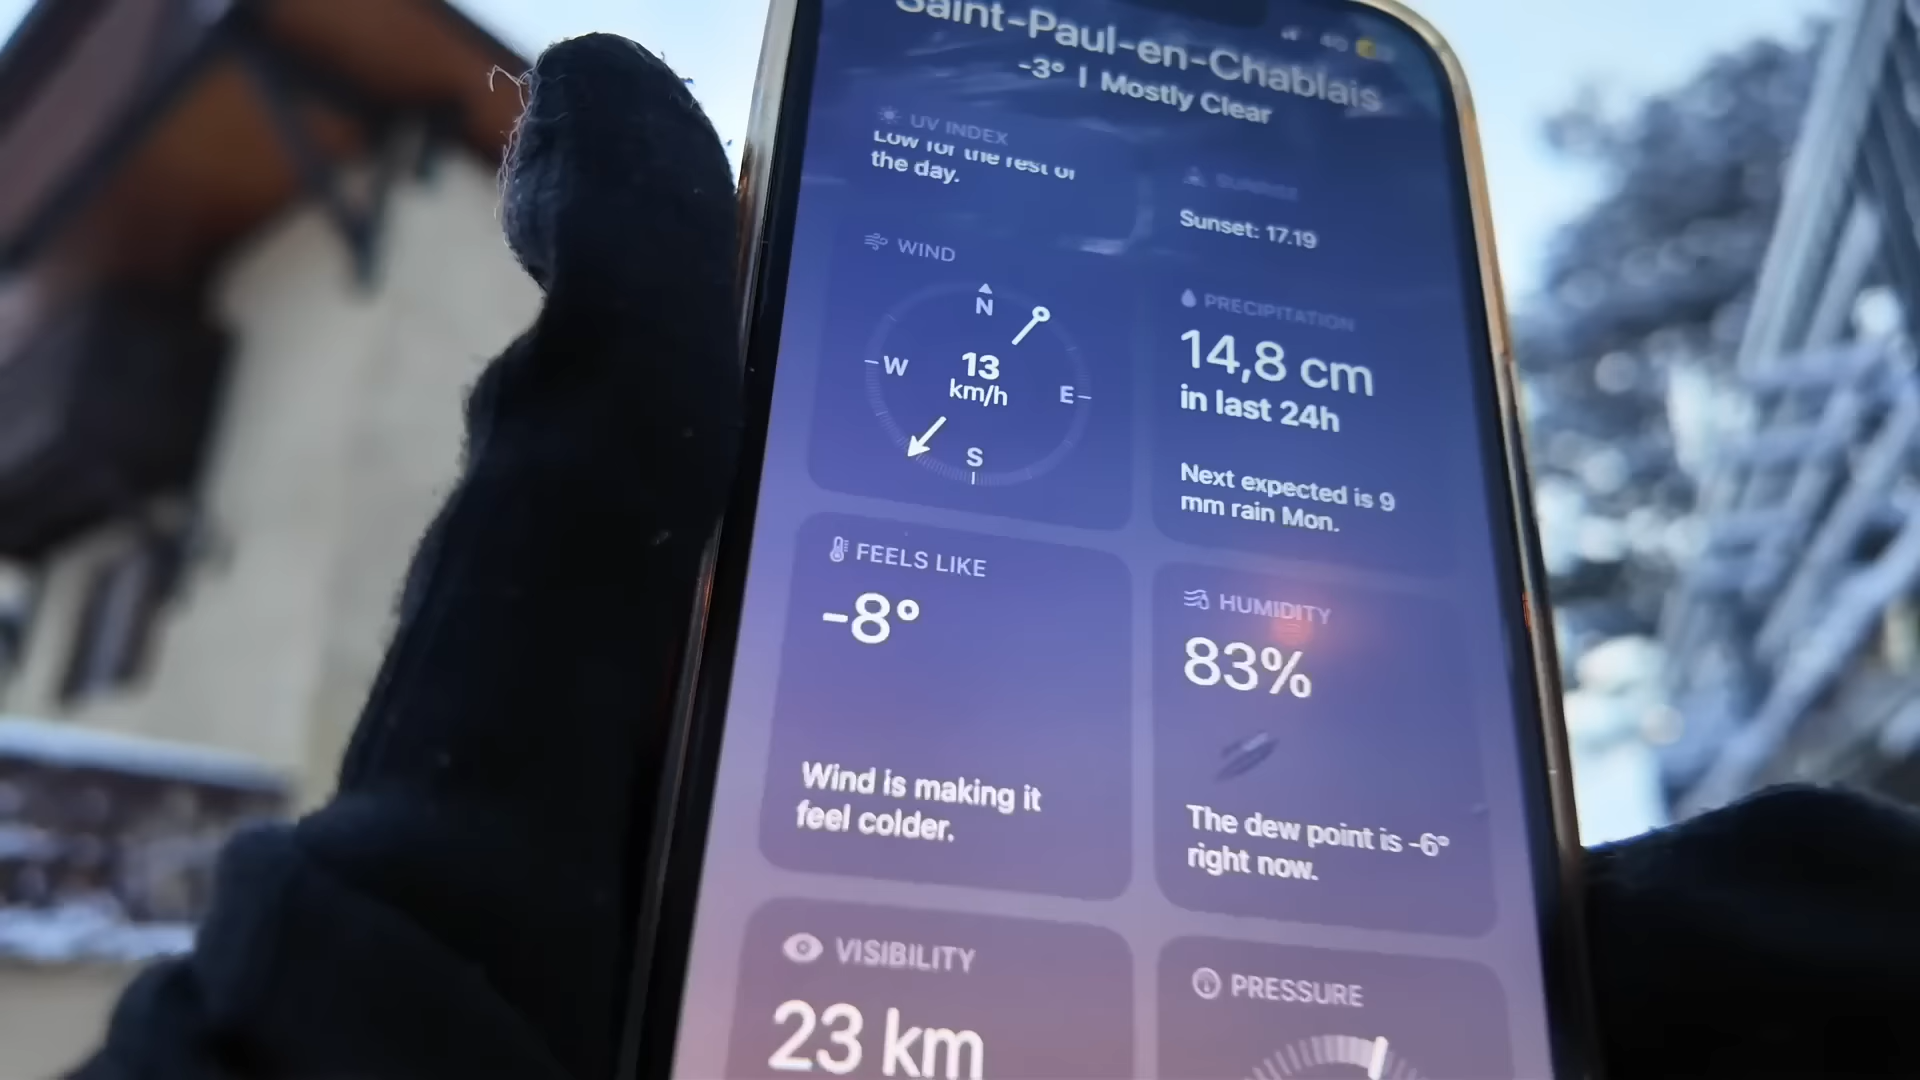 Saint-Paul-en-Chablais
-3° | Mostly Clear
UV INDEX
Low for the rest of
the day.
SUNRISE
Sunset: 17.19
WIND
N
W
13
km/h
E
S
PRECIPITATION
14,8 cm
in last 24h
Next expected is 9
mm rain Mon.
FEELS LIKE
-8°
Wind is making it
feel colder.
HUMIDITY
83%
The dew point is -6°
right now.
VISIBILITY
23 km
PRESSURE